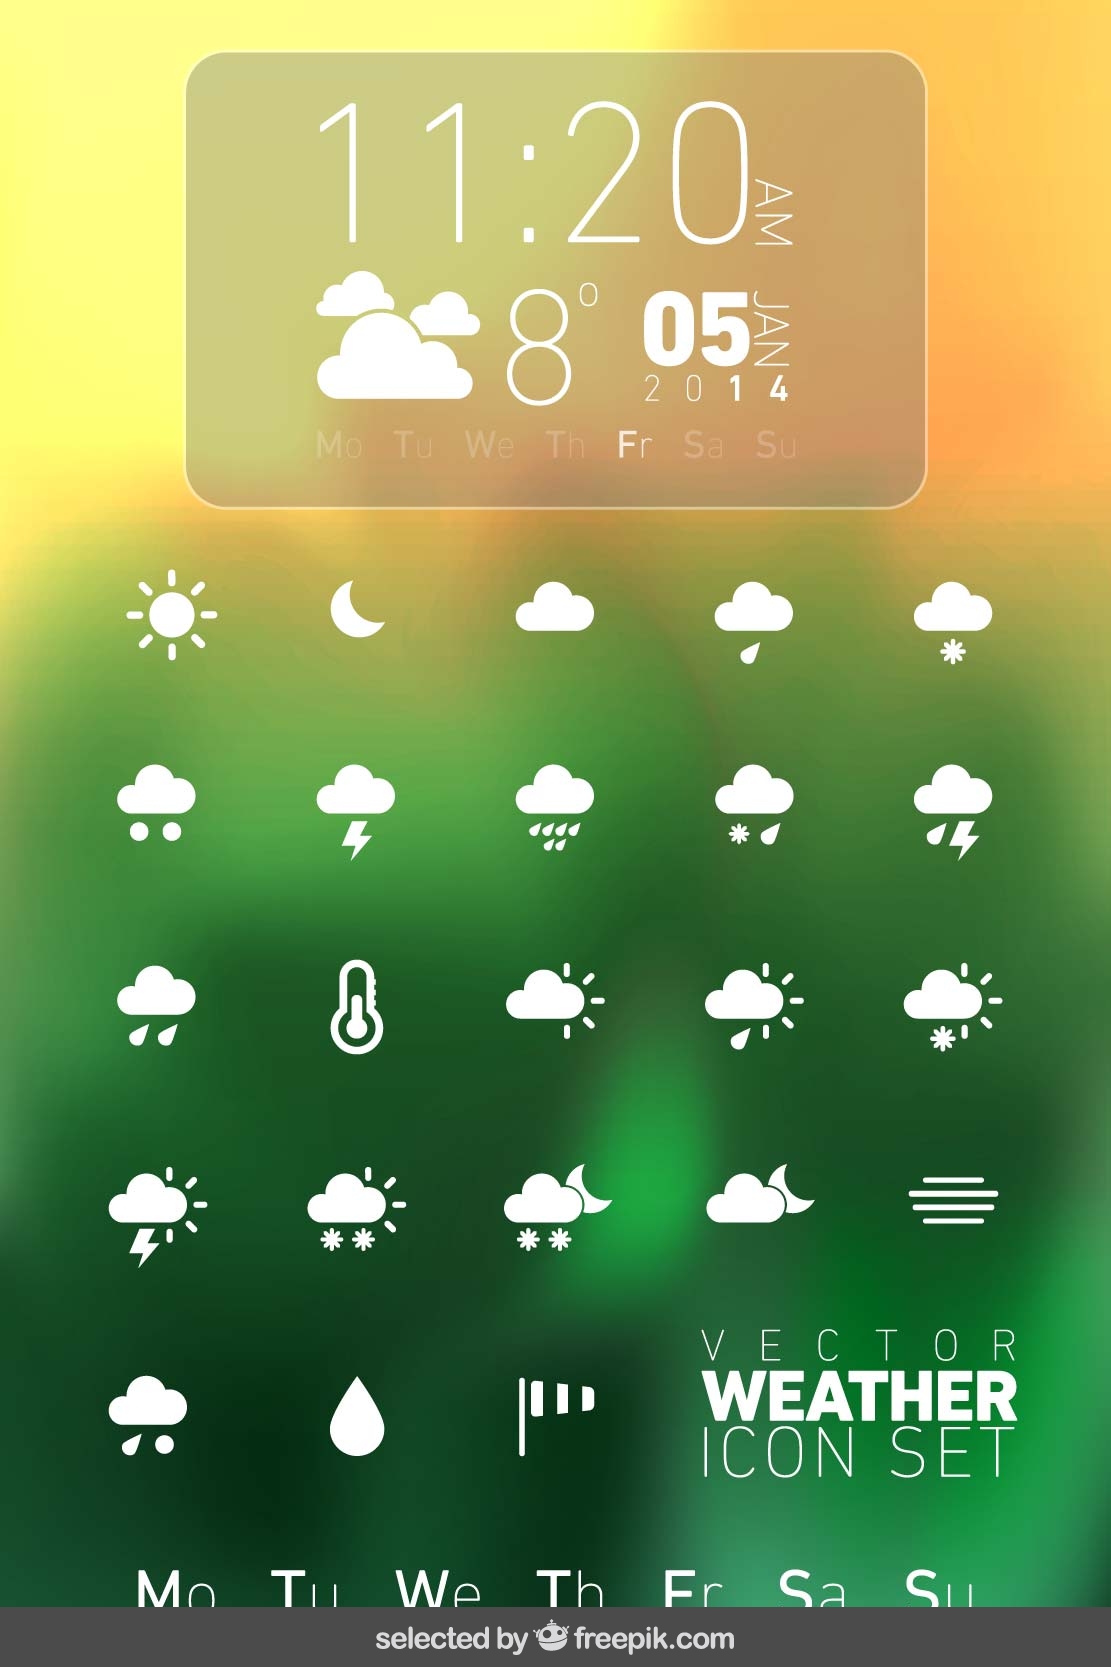 11:20 AM
8° 05 JAN
2014
Mo Tu We Th Fr Sa Su
VECTOR
WEATHER
ICON SET
Mo Tu We Th Fr Sa Su
selected by freepik.com